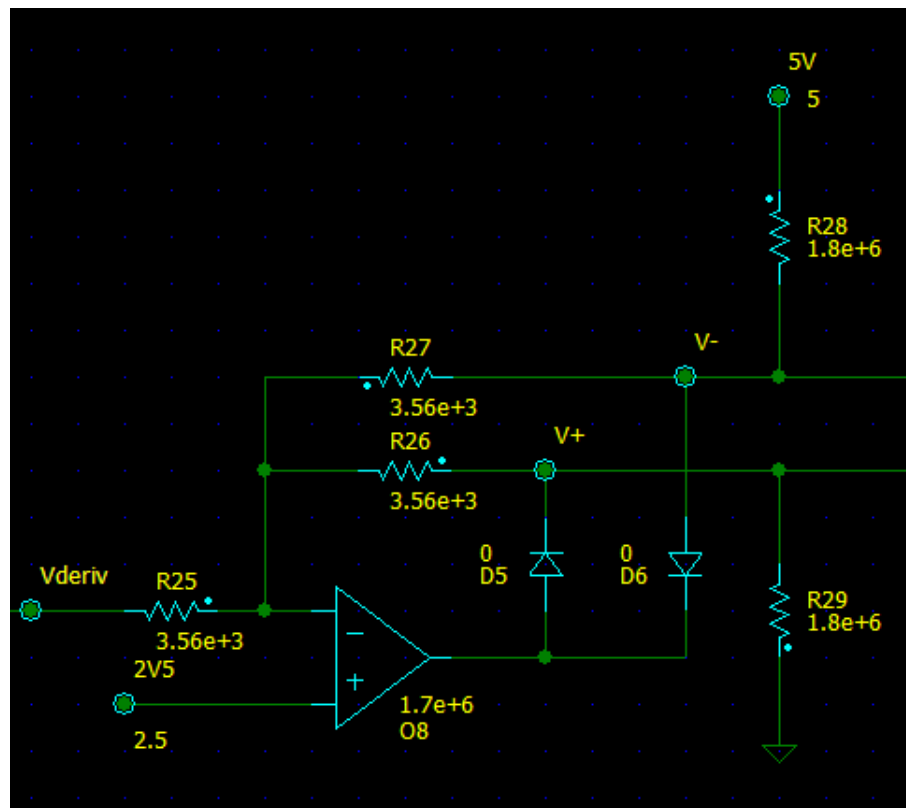 5V
5
R28
1.8e+6
V-
R27
3.56e+3
V+
R26
3.56e+3
0
D5
0
D6
Vderiv
R25
3.56e+3
R29
1.8e+6
2V5
2.5
−
+
1.7e+6
O8